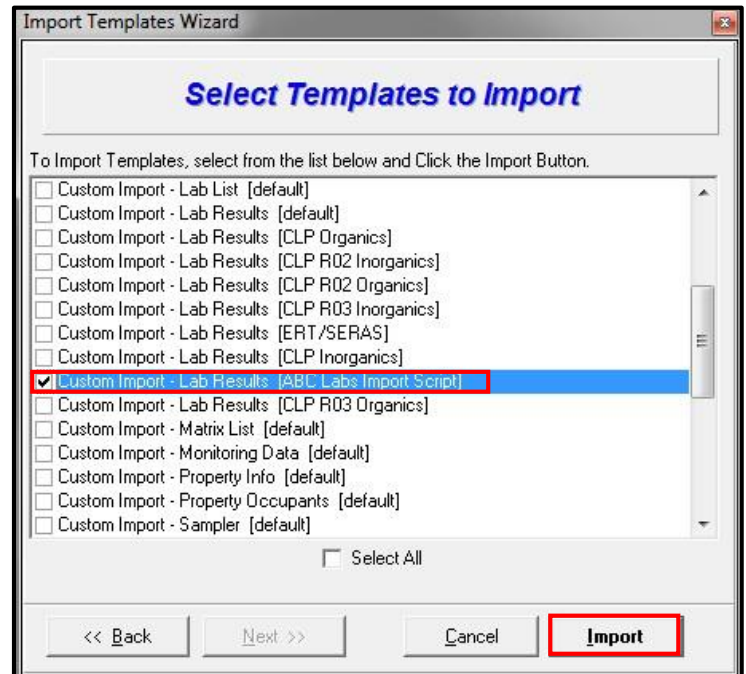 Import Templates Wizard
Select Templates to Import
To Import Templates, select from the list below and Click the Import Button.
Custom Import - Lab List [default]
Custom Import - Lab Results [default]
Custom Import - Lab Results [CLP Organics]
Custom Import - Lab Results [CLP R02 Inorganics]
Custom Import - Lab Results [CLP R02 Organics]
Custom Import - Lab Results [CLP R03 Inorganics]
Custom Import - Lab Results [ERT/SERAS]
Custom Import - Lab Results [CLP Inorganics]
Custom Import - Lab Results [ABC Labs Import Script]
Custom Import - Lab Results [CLP R03 Organics]
Custom Import - Matrix List [default]
Custom Import - Monitoring Data [default]
Custom Import - Property Info [default]
Custom Import - Property Occupants [default]
Custom Import - Sampler [default]
Select All
<< Back Next >> Cancel Import